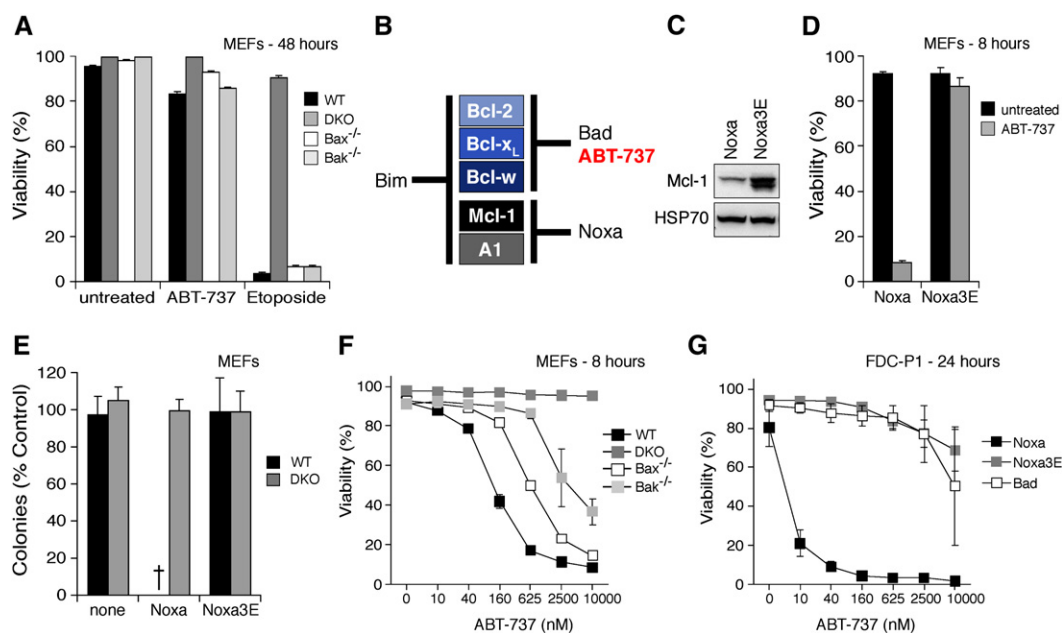 A
MEFs - 48 hours
Viability (%)
100
80
60
40
20
0
untreated ABT-737 Etoposide
WT
DKO
Bax-/-
Bak-/-
B
Bim
Bcl-2
Bcl-xL
Bcl-w
Mcl-1
A1
Bad
ABT-737
Noxa
C
Noxa
Noxa3E
Mcl-1
HSP70
D
MEFs - 8 hours
Viability (%)
100
80
60
40
20
0
Noxa Noxa3E
untreated
ABT-737
E
MEFs
Colonies (% Control)
120
100
80
60
40
20
0
†
none Noxa Noxa3E
WT
DKO
F
MEFs - 8 hours
Viability (%)
100
80
60
40
20
0
0 10 40 160 625 2500 10000
ABT-737 (nM)
WT
DKO
Bax-/-
Bak-/-
G
FDC-P1 - 24 hours
Viability (%)
100
80
60
40
20
0
0 10 40 160 625 2500 10000
ABT-737 (nM)
Noxa
Noxa3E
Bad